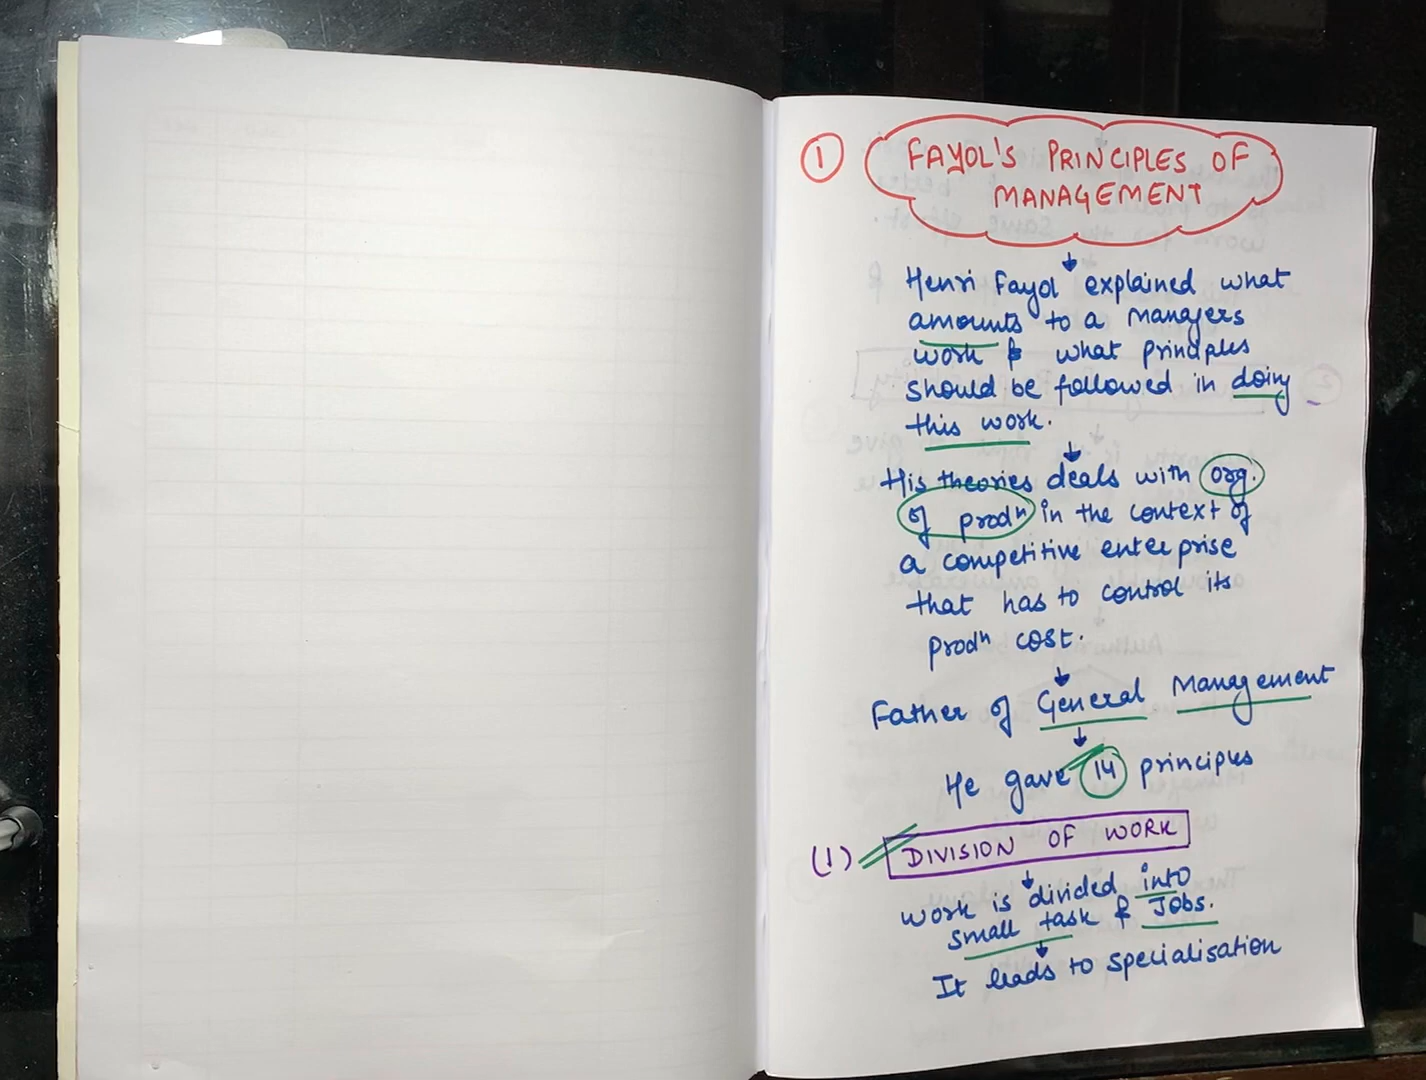 ① FAYOL'S PRINCIPLES OF
MANAGEMENT
Henri Fayol explained what
amounts to a managers
work & what principles
should be followed in doing
this work.
His theories deals with org.
of prodⁿ in the context of
a competitive enterprise
that has to control its
prodⁿ cost.
Father of General Management
He gave 14 principles
(1) DIVISION OF WORK
work is divided into
small task & Jobs.
It leads to specialisation